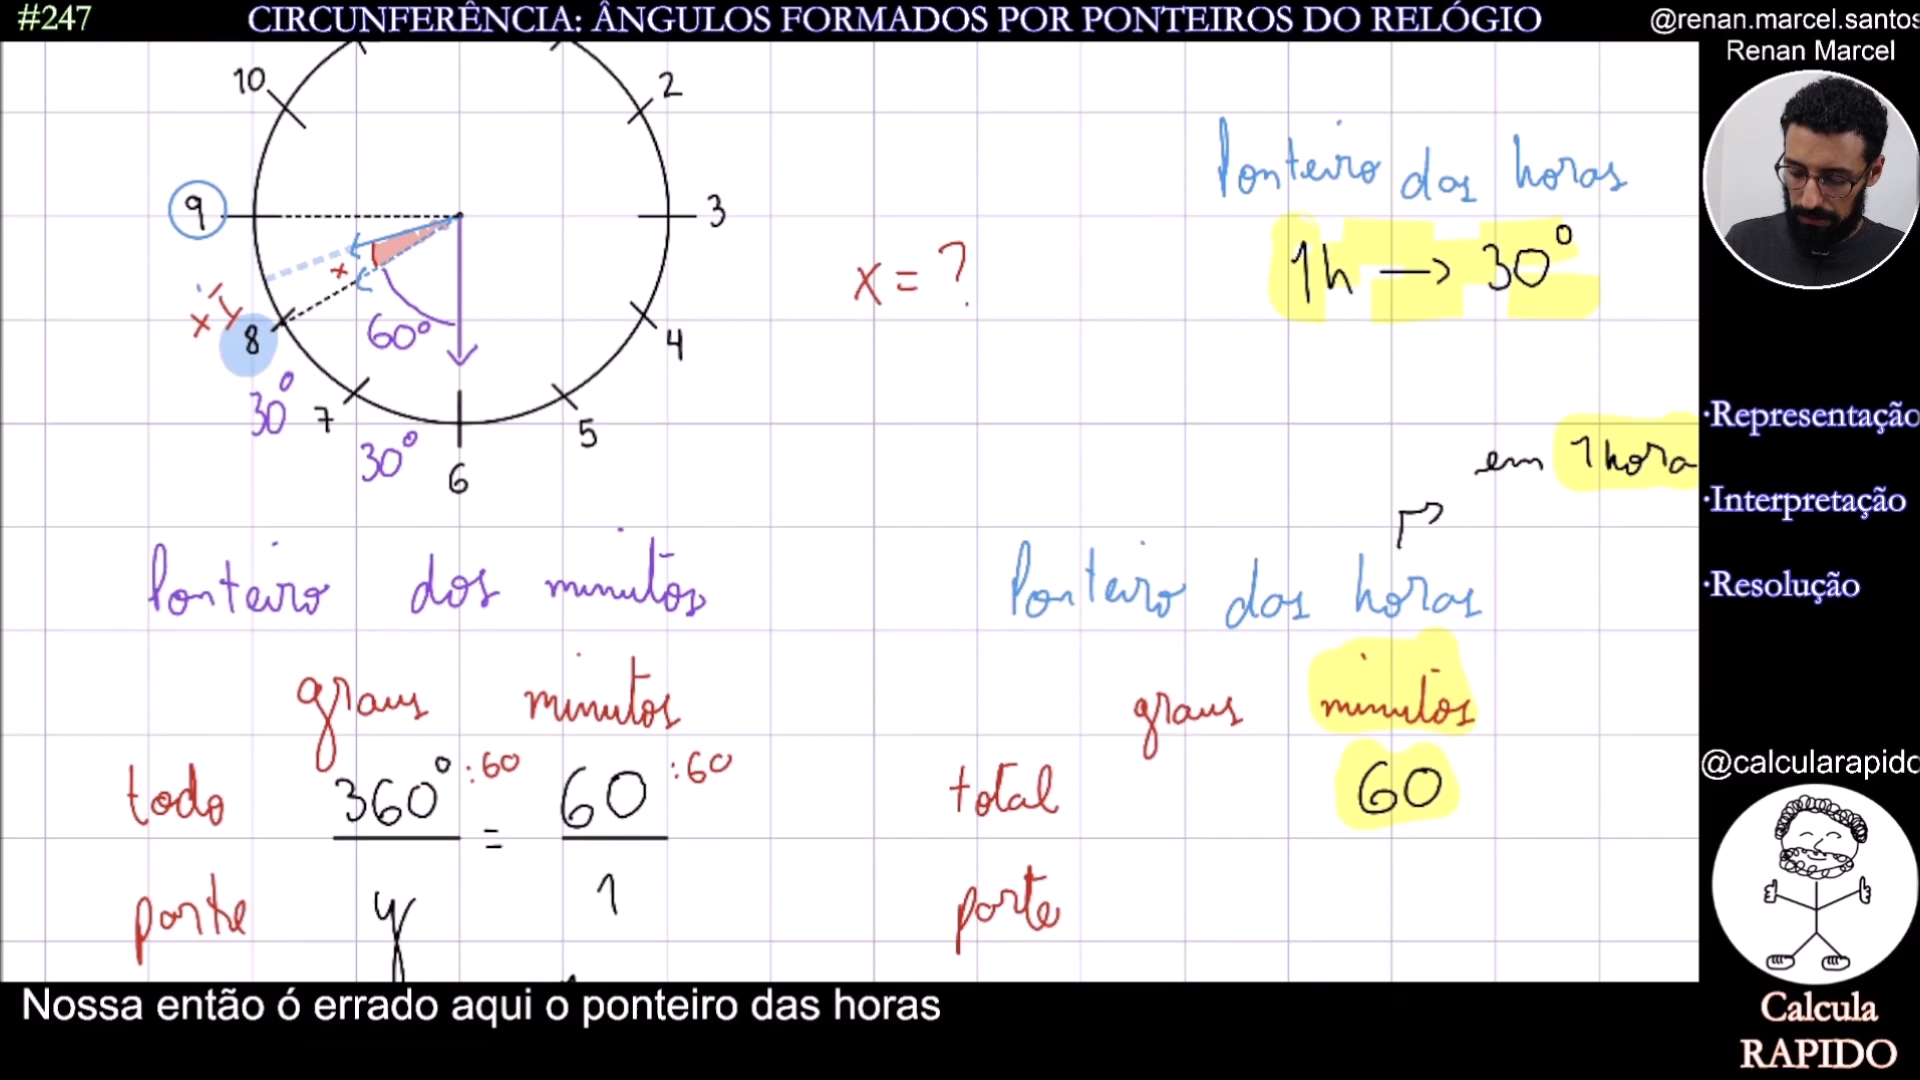 #247 CIRCUNFERÊNCIA: ÂNGULOS FORMADOS POR PONTEIROS DO RELÓGIO @renan.marcel.santos
Renan Marcel
10
2
9
3
x
x
8
60°
4
30°
7
30°
5
6
x = ?
Ponteiro das horas
1h → 30°
em 1 hora
Ponteiro dos minutos
graus minutos
todo 360° :60 = 60 :60
parte y 1
Ponteiro das horas
graus minutos
total 60
parte
·Representação
·Interpretação
·Resolução
@calcularapido
Calcula
RAPIDO
Nossa então ó errado aqui o ponteiro das horas